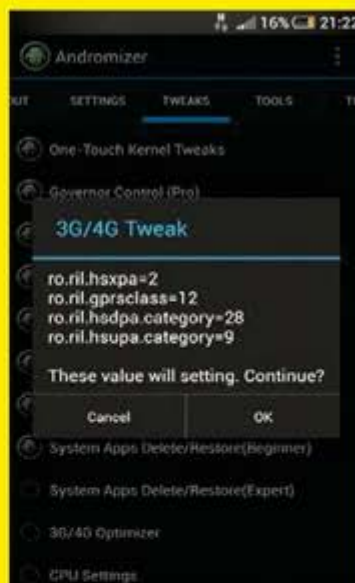 16% 21:22
Andromizer
OUT SETTINGS TWEAKS TOOLS
One-Touch Kernel Tweaks
Governor Control (Pro)
3G/4G Tweak
ro.ril.hsxpa=2
ro.ril.gprsclass=12
ro.ril.hsdpa.category=28
ro.ril.hsupa.category=9
These value will setting. Continue?
Cancel OK
System Apps Delete/Restore(Beginner)
System Apps Delete/Restore(Expert)
3G/4G Optimizer
CPU Settings